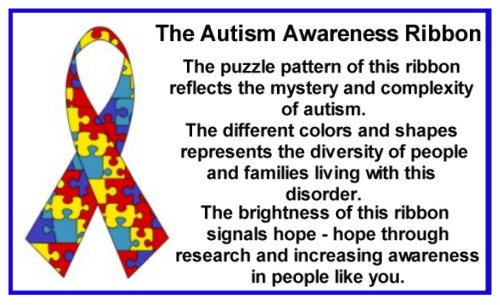 The Autism Awareness Ribbon
The puzzle pattern of this ribbon
reflects the mystery and complexity
of autism.
The different colors and shapes
represents the diversity of people
and families living with this
disorder.
The brightness of this ribbon
signals hope - hope through
research and increasing awareness
in people like you.